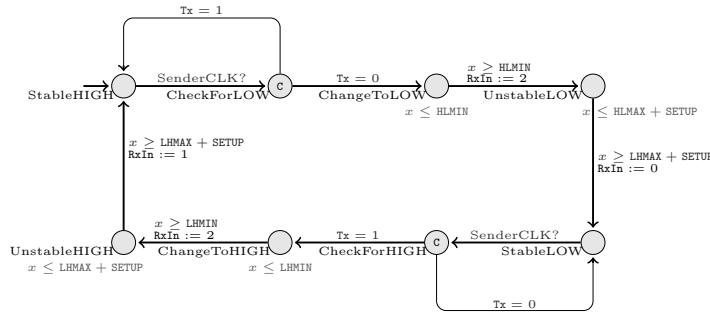 Tx = 1
SenderCLK?
StableHIGH
C
CheckForLOW
Tx = 0
ChangeToLOW
x ≤ HLMIN
x ≥ HLMIN
RxIn := 2
UnstableLOW
x ≤ HLMAX + SETUP
x ≥ LHMAX + SETUP
RxIn := 1
x ≥ LHMAX + SETUP
RxIn := 0
UnstableHIGH
x ≤ LHMAX + SETUP
x ≥ LHMIN
RxIn := 2
ChangeToHIGH
x ≤ LHMIN
Tx = 1
CheckForHIGH
C
SenderCLK?
StableLOW
Tx = 0